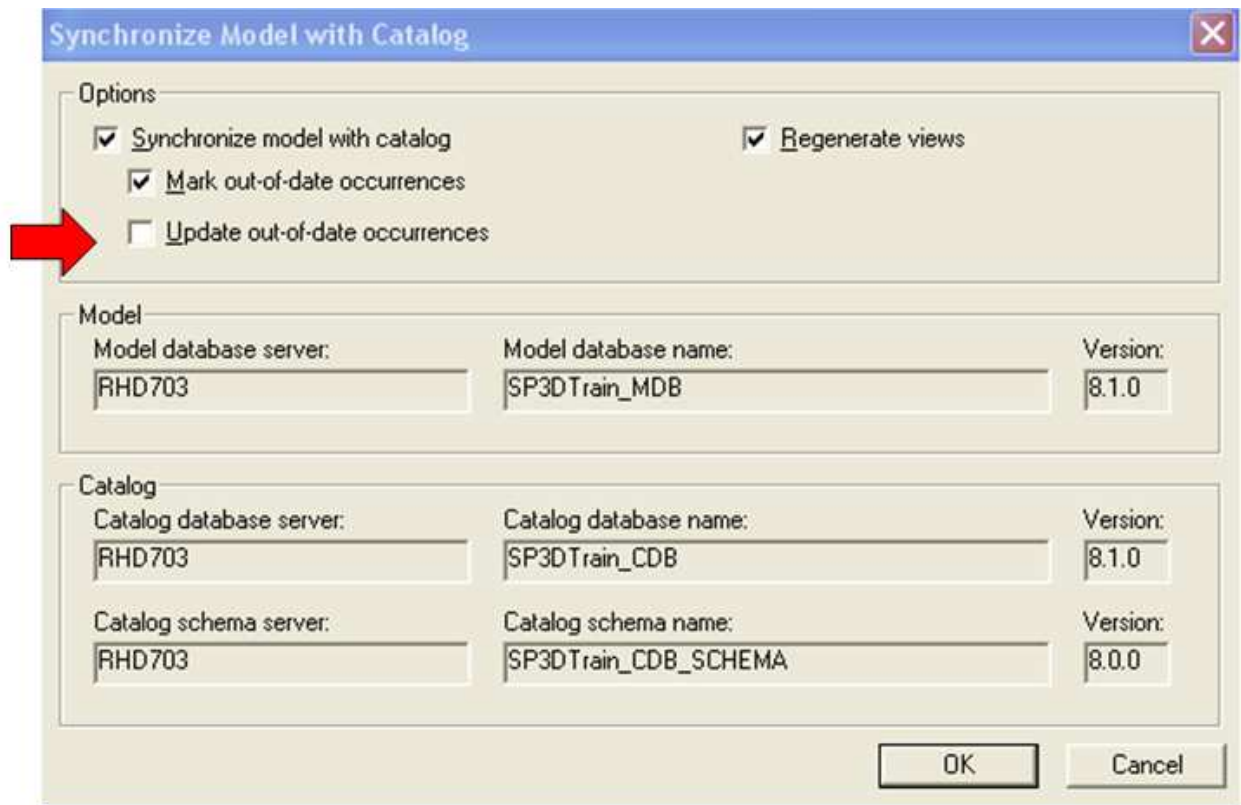 Synchronize Model with Catalog
Options
Synchronize model with catalog
Regenerate views
Mark out-of-date occurrences
Update out-of-date occurrences
Model
Model database server: Model database name: Version:
RHD703 SP3DTrain_MDB 8.1.0
Catalog
Catalog database server: Catalog database name: Version:
RHD703 SP3DTrain_CDB 8.1.0
Catalog schema server: Catalog schema name: Version:
RHD703 SP3DTrain_CDB_SCHEMA 8.0.0
OK Cancel